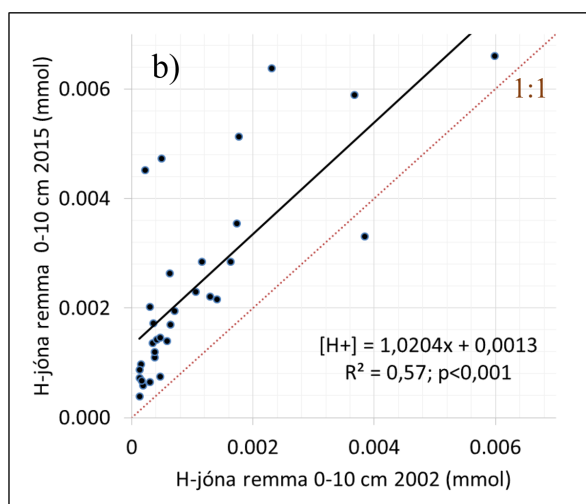 b)
1:1
H-jóna remma 0-10 cm 2015 (mmol)
0.006
0.004
0.002
0.000
[H+] = 1,0204x + 0,0013
R² = 0,57; p<0,001
0
0.002
0.004
0.006
H-jóna remma 0-10 cm 2002 (mmol)